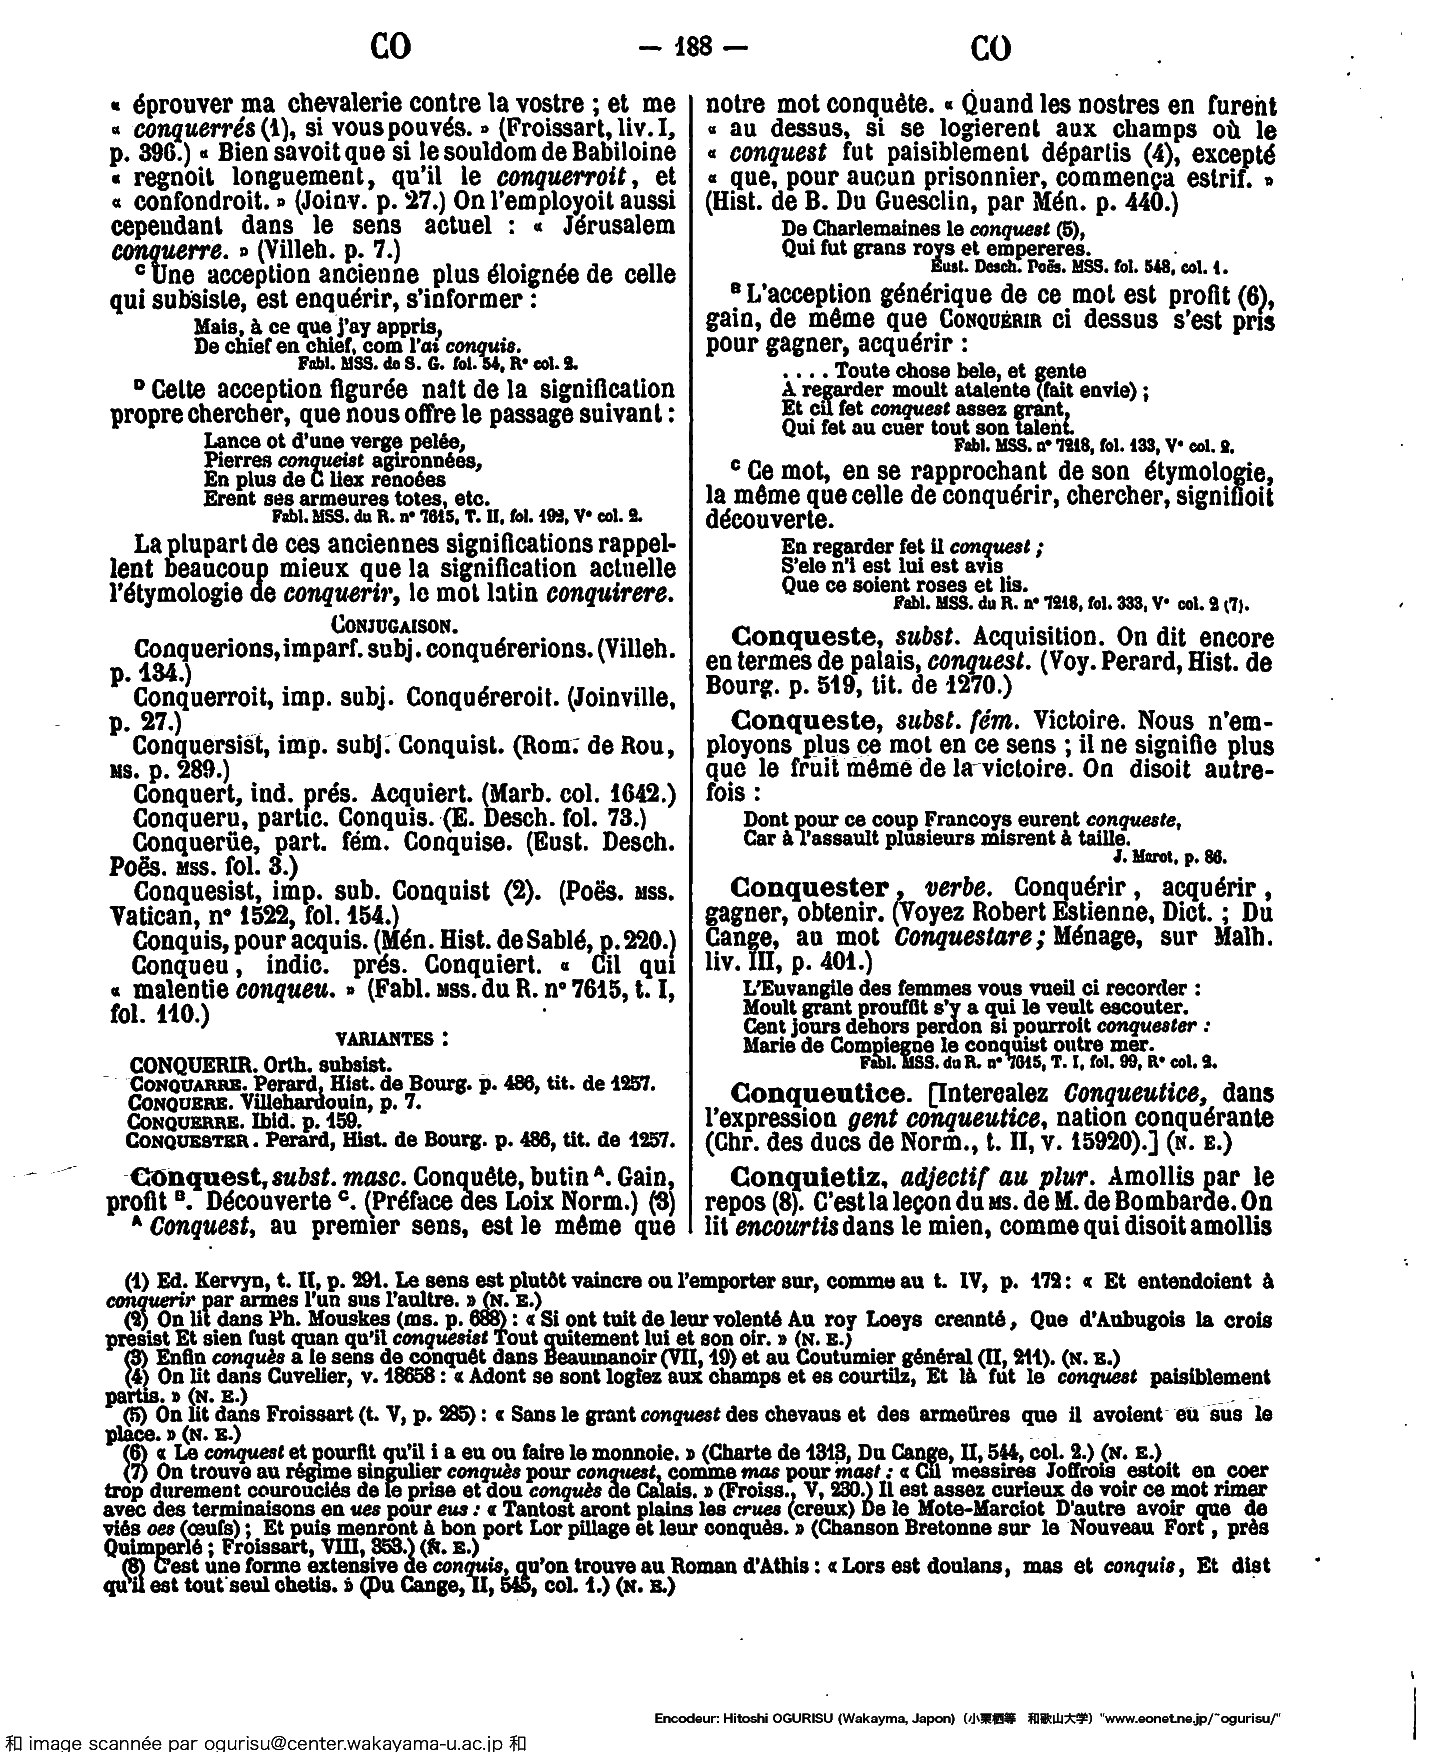 CO — 188 — CO
« éprouver ma chevalerie contre la vostre ; et me
« conquerrés (1), si vous pouvés. » (Froissart, liv. I,
p. 396.) « Bien savoit que si le souldom de Babiloine
« regnoit longuement, qu'il le conquerroit, et
« confondroit. » (Joinv. p. 27.) On l'employoit aussi
cependant dans le sens actuel : « Jérusalem
conquerre. » (Villeh. p. 7.)
C Une acception ancienne plus éloignée de celle
qui subsiste, est enquérir, s'informer :
Mais, à ce que j'ay appris,
De chief en chief, com l'ai conquis.
Fabl. MSS. de S. G. fol. 54, R° col. 2.
D Cette acception figurée nait de la signification
propre chercher, que nous offre le passage suivant :
Lance ot d'une verge pelée,
Pierres conqueist agironnées,
En plus de C liex renoées
Erent ses armeures totes, etc.
Fabl. MSS. du R. n° 7615, T. II, fol. 192, V° col. 2.
La plupart de ces anciennes significations rappel-
lent beaucoup mieux que la signification actuelle
l'étymologie de conquerir, le mot latin conquirere.
CONJUGAISON.
Conquerions, imparf. subj. conquérerions. (Villeh.
p. 134.)
Conquerroit, imp. subj. Conquéreroit. (Joinville,
p. 27.)
Conquersist, imp. subj. Conquist. (Rom. de Rou,
MS. p. 289.)
Conquert, ind. prés. Acquiert. (Marb. col. 1642.)
Conqueru, partic. Conquis. (E. Desch. fol. 73.)
Conquerüe, part. fém. Conquise. (Eust. Desch.
Poës. MSS. fol. 3.)
Conquesist, imp. sub. Conquist (2). (Poës. MSS.
Vatican, n° 1522, fol. 154.)
Conquis, pour acquis. (Mén. Hist. de Sablé, p. 220.)
Conqueu, indic. prés. Conquiert. « Cil qui
« malentie conqueu. » (Fabl. MSS. du R. n° 7615, t. I,
fol. 110.)
VARIANTES :
CONQUERIR. Orth. subsist.
CONQUARRE. Perard, Hist. de Bourg. p. 486, tit. de 1257.
CONQUERE. Villehardouin, p. 7.
CONQUERRE. Ibid. p. 159.
CONQUESTER. Perard, Hist. de Bourg. p. 486, tit. de 1257.
Conquest, subst. masc. Conquête, butin A. Gain,
profit B. Découverte C. (Préface des Loix Norm.) (3)
A Conquest, au premier sens, est le même que
notre mot conquête. « Quand les nostres en furent
« au dessus, si se logierent aux champs où le
« conquest fut paisiblement départis (4), excepté
« que, pour aucun prisonnier, commença estrif. »
(Hist. de B. Du Guesclin, par Mén. p. 440.)
De Charlemaines le conquest (5),
Qui fut grans roys et empereres.
Eust. Desch. Poës. MSS. fol. 548, col. 1.
B L'acception générique de ce mot est profit (6),
gain, de même que CONQUÉRIR ci dessus s'est pris
pour gagner, acquérir :
. . . . Toute chose bele, et gente
A regarder moult atalente (fait envie) ;
Et cil fet conquest assez grant,
Qui fet au cuer tout son talent.
Fabl. MSS. n° 7218, fol. 133, V° col. 2.
C Ce mot, en se rapprochant de son étymologie,
la même que celle de conquérir, chercher, signifioit
découverte.
En regarder fet il conquest ;
S'ele n'i est lui est avis
Que ce soient roses et lis.
Fabl. MSS. du R. n° 7218, fol. 333, V° col. 2 (7).
Conqueste, subst. Acquisition. On dit encore
en termes de palais, conquest. (Voy. Perard, Hist. de
Bourg. p. 519, tit. de 1270.)
Conqueste, subst. fém. Victoire. Nous n'em-
ployons plus ce mot en ce sens ; il ne signifie plus
que le fruit même de la victoire. On disoit autre-
fois :
Dont pour ce coup Francoys eurent conqueste,
Car à l'assault plusieurs misrent à taille.
J. Marot, p. 86.
Conquester, verbe. Conquérir, acquérir,
gagner, obtenir. (Voyez Robert Estienne, Dict. ; Du
Cange, au mot Conquestare ; Ménage, sur Malh.
liv. III, p. 401.)
L'Euvangile des femmes vous vueil ci recorder :
Moult grant prouffit s'y a qui le veult escouter.
Cent jours dehors perdon si pourroit conquester :
Marie de Compiegne le conquist outre mer.
Fabl. MSS. du R. n° 7615, T. I, fol. 99, R° col. 2.
Conqueutice. [Intercalez Conqueutice, dans
l'expression gent conqueutice, nation conquérante
(Chr. des ducs de Norm., t. II, v. 15920).] (N. E.)
Conquietiz, adjectif au plur. Amollis par le
repos (8). C'est la leçon du MS. de M. de Bombarde. On
lit encourtis dans le mien, comme qui disoit amollis
(1) Ed. Kervyn, t. II, p. 291. Le sens est plutôt vaincre ou l'emporter sur, comme au t. IV, p. 172 : « Et entendoient à
conquerir par armes l'un sus l'aultre. » (N. E.)
(2) On lit dans Ph. Mouskes (ms. p. 688) : « Si ont tuit de leur volenté Au roy Loeys creanté, Que d'Aubugois la crois
presist Et sien fust quan qu'il conquesist Tout quitement lui et son oir. » (N. E.)
(3) Enfin conquès a le sens de conquêt dans Beaumanoir (VII, 19) et au Coutumier général (II, 211). (N. E.)
(4) On lit dans Cuvelier, v. 18658 : « Adont se sont logiez aux champs et es courtilz, Et là fut le conquest paisiblement
partis. » (N. E.)
(5) On lit dans Froissart (t. V, p. 285) : « Sans le grant conquest des chevaus et des armeüres que il avoient eü sus le
place. » (N. E.)
(6) « Le conquest et pourfit qu'il i a eu ou faire le monnoie. » (Charte de 1313, Du Cange, II, 544, col. 2.) (N. E.)
(7) On trouve au régime singulier conquès pour conquest, comme mas pour mast : « Cil messires Joffrois estoit en coer
trop durement courouciés de le prise et dou conquès de Calais. » (Froiss., V, 230.) Il est assez curieux de voir ce mot rimer
avec des terminaisons en ues pour eus : « Tantost aront plains les crues (creux) De le Mote-Marciot D'autre avoir que de
viés oes (œufs) ; Et puis menront à bon port Lor pillage et leur conquès. » (Chanson Bretonne sur le Nouveau Fort, près
Quimperlé ; Froissart, VIII, 353.) (N. E.)
(8) C'est une forme extensive de conquis, qu'on trouve au Roman d'Athis : « Lors est doulans, mas et conquis, Et dist
qu'il est tout seul chetis. » (Du Cange, II, 545, col. 1.) (N. E.)
Encodeur: Hitoshi OGURISU (Wakayma, Japon) (小栗栖等 和歌山大学) "www.eonet.ne.jp/~ogurisu/"
和 image scannée par ogurisu@center.wakayama-u.ac.jp 和